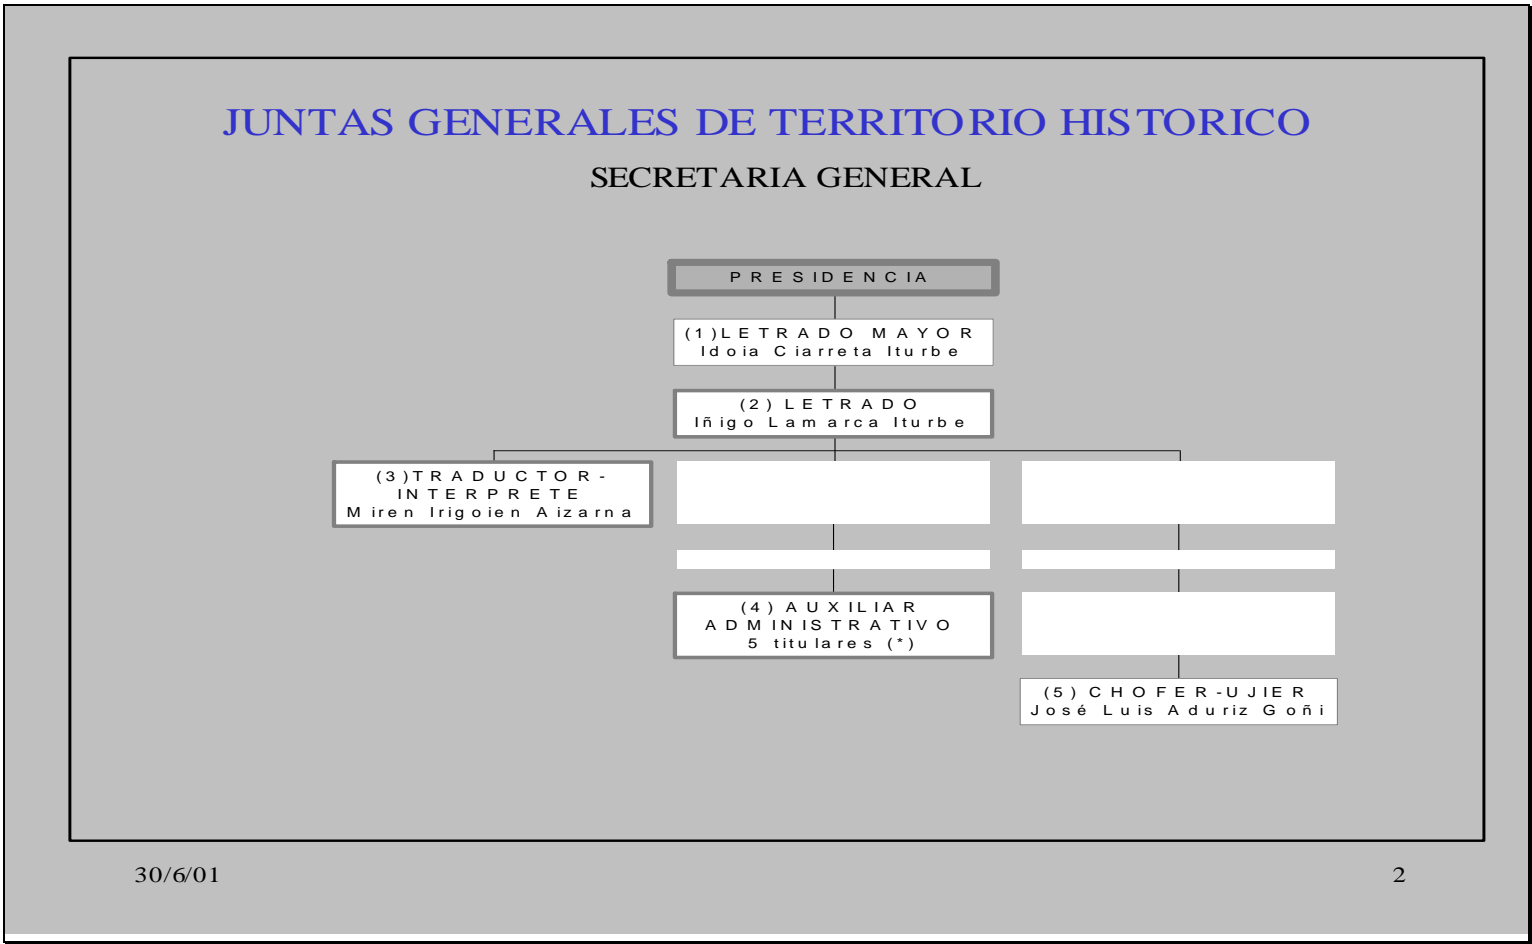 JUNTAS GENERALES DE TERRITORIO HISTORICO
SECRETARIA GENERAL
PRESIDENCIA
(1)LETRADO MAYOR
Idoia Ciarreta Iturbe
(2) LETRADO
Iñigo Lamarca Iturbe
(3)TRADUCTOR-
INTERPRETE
Miren Irigoien Aizarna
(4) AUXILIAR
ADMINISTRATIVO
5 titulares (*)
(5) CHOFER-UJIER
José Luis Aduriz Goñi
30/6/01
2